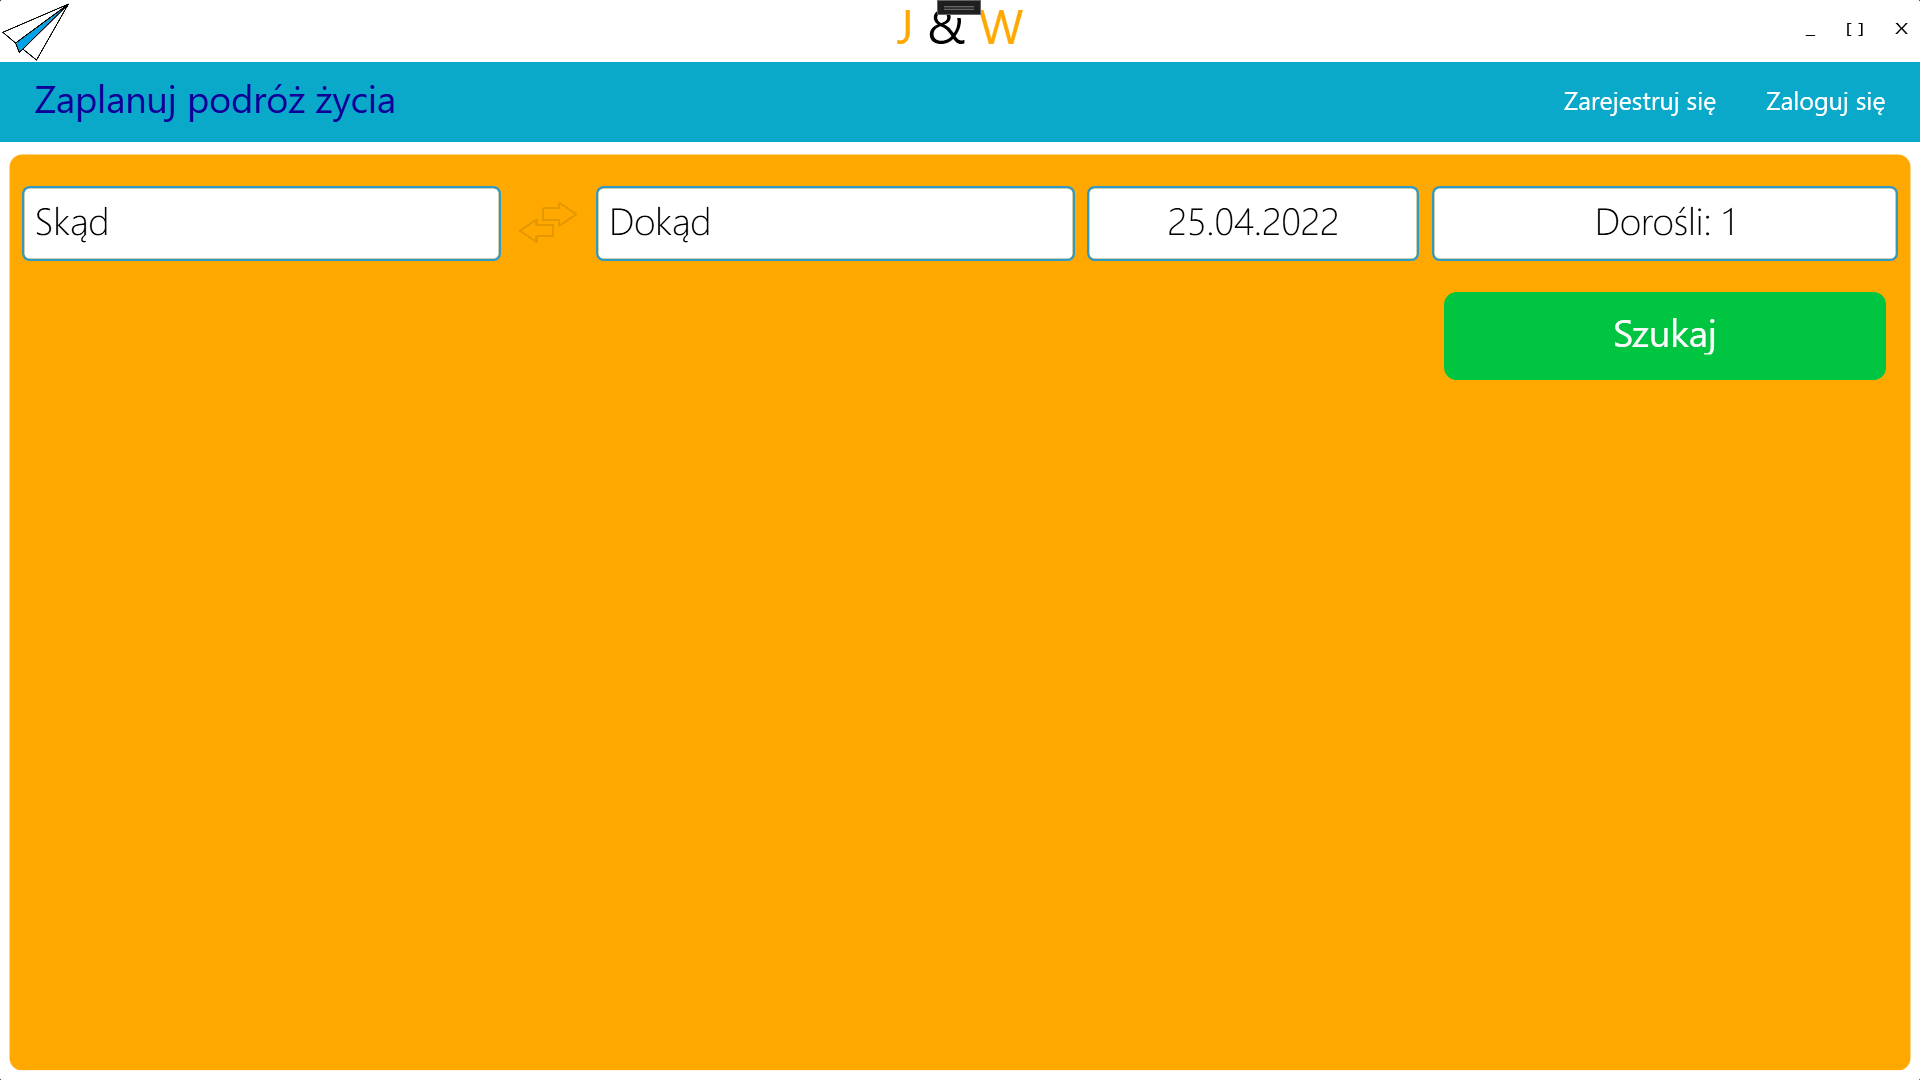 J & W
_ [ ] X
Zaplanuj podróż życia
Zarejestruj się
Zaloguj się
Skąd
Dokąd
25.04.2022
Dorośli: 1
Szukaj